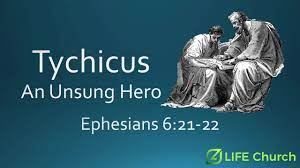 Tychicus
An Unsung Hero
Ephesians 6:21-22
LIFE Church